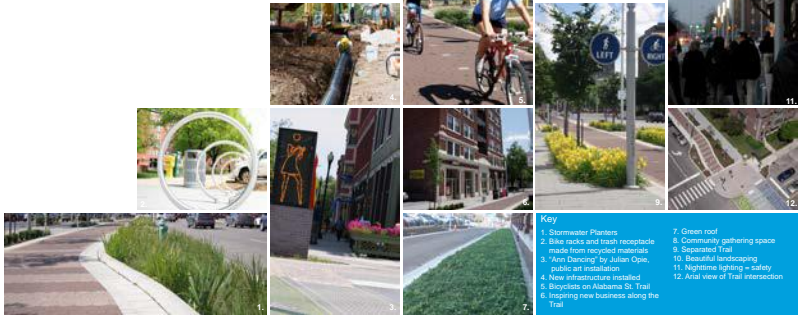 4.
5.
LEFT
RIGHT
11.
6.
9.
12.
1.
3.
7.
Key
1. Stormwater Planters
2. Bike racks and trash receptacle
made from recycled materials
3. "Ann Dancing" by Julian Opie,
public art installation
4. New infrastructure installed
5. Bicyclists on Alabama St. Trail
6. Inspiring new business along the
Trail
7. Green roof
8. Community gathering space
9. Separated Trail
10. Beautiful landscaping
11. Nighttime lighting = safety
12. Arial view of Trail intersection